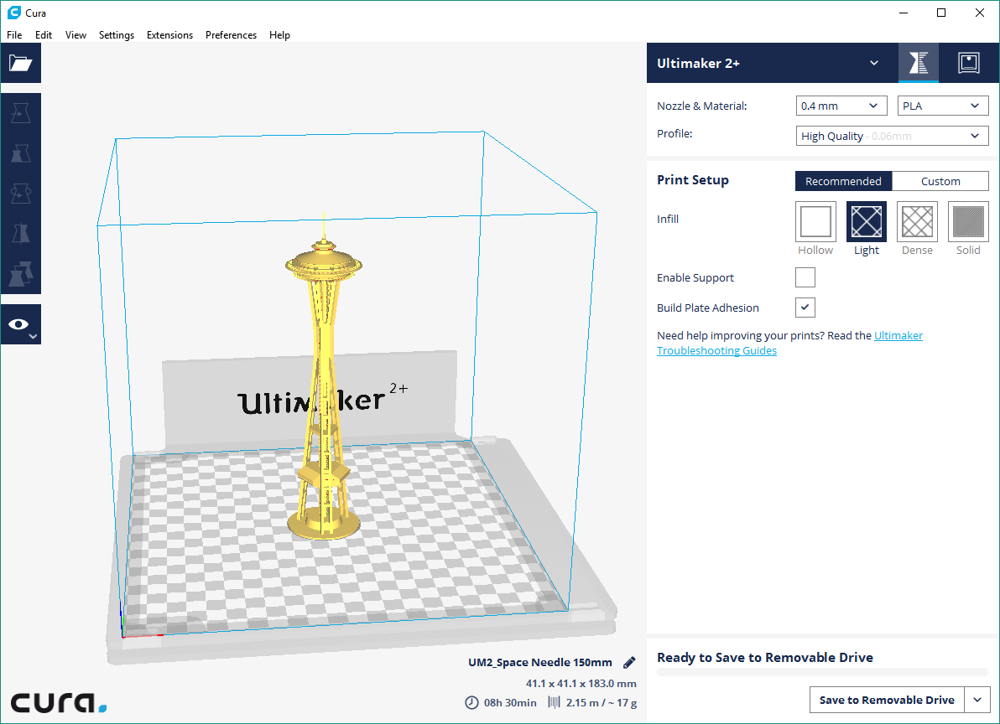 Cura
File Edit View Settings Extensions Preferences Help
Ultimaker 2+
Nozzle & Material: 0.4 mm PLA
Profile: High Quality - 0.06mm
Print Setup Recommended Custom
Infill
Hollow Light Dense Solid
Enable Support
Build Plate Adhesion
Need help improving your prints? Read the Ultimaker
Troubleshooting Guides
Ultimaker 2+
UM2_Space Needle 150mm
41.1 x 41.1 x 183.0 mm
08h 30min 2.15 m / ~ 17 g
cura.
Ready to Save to Removable Drive
Save to Removable Drive